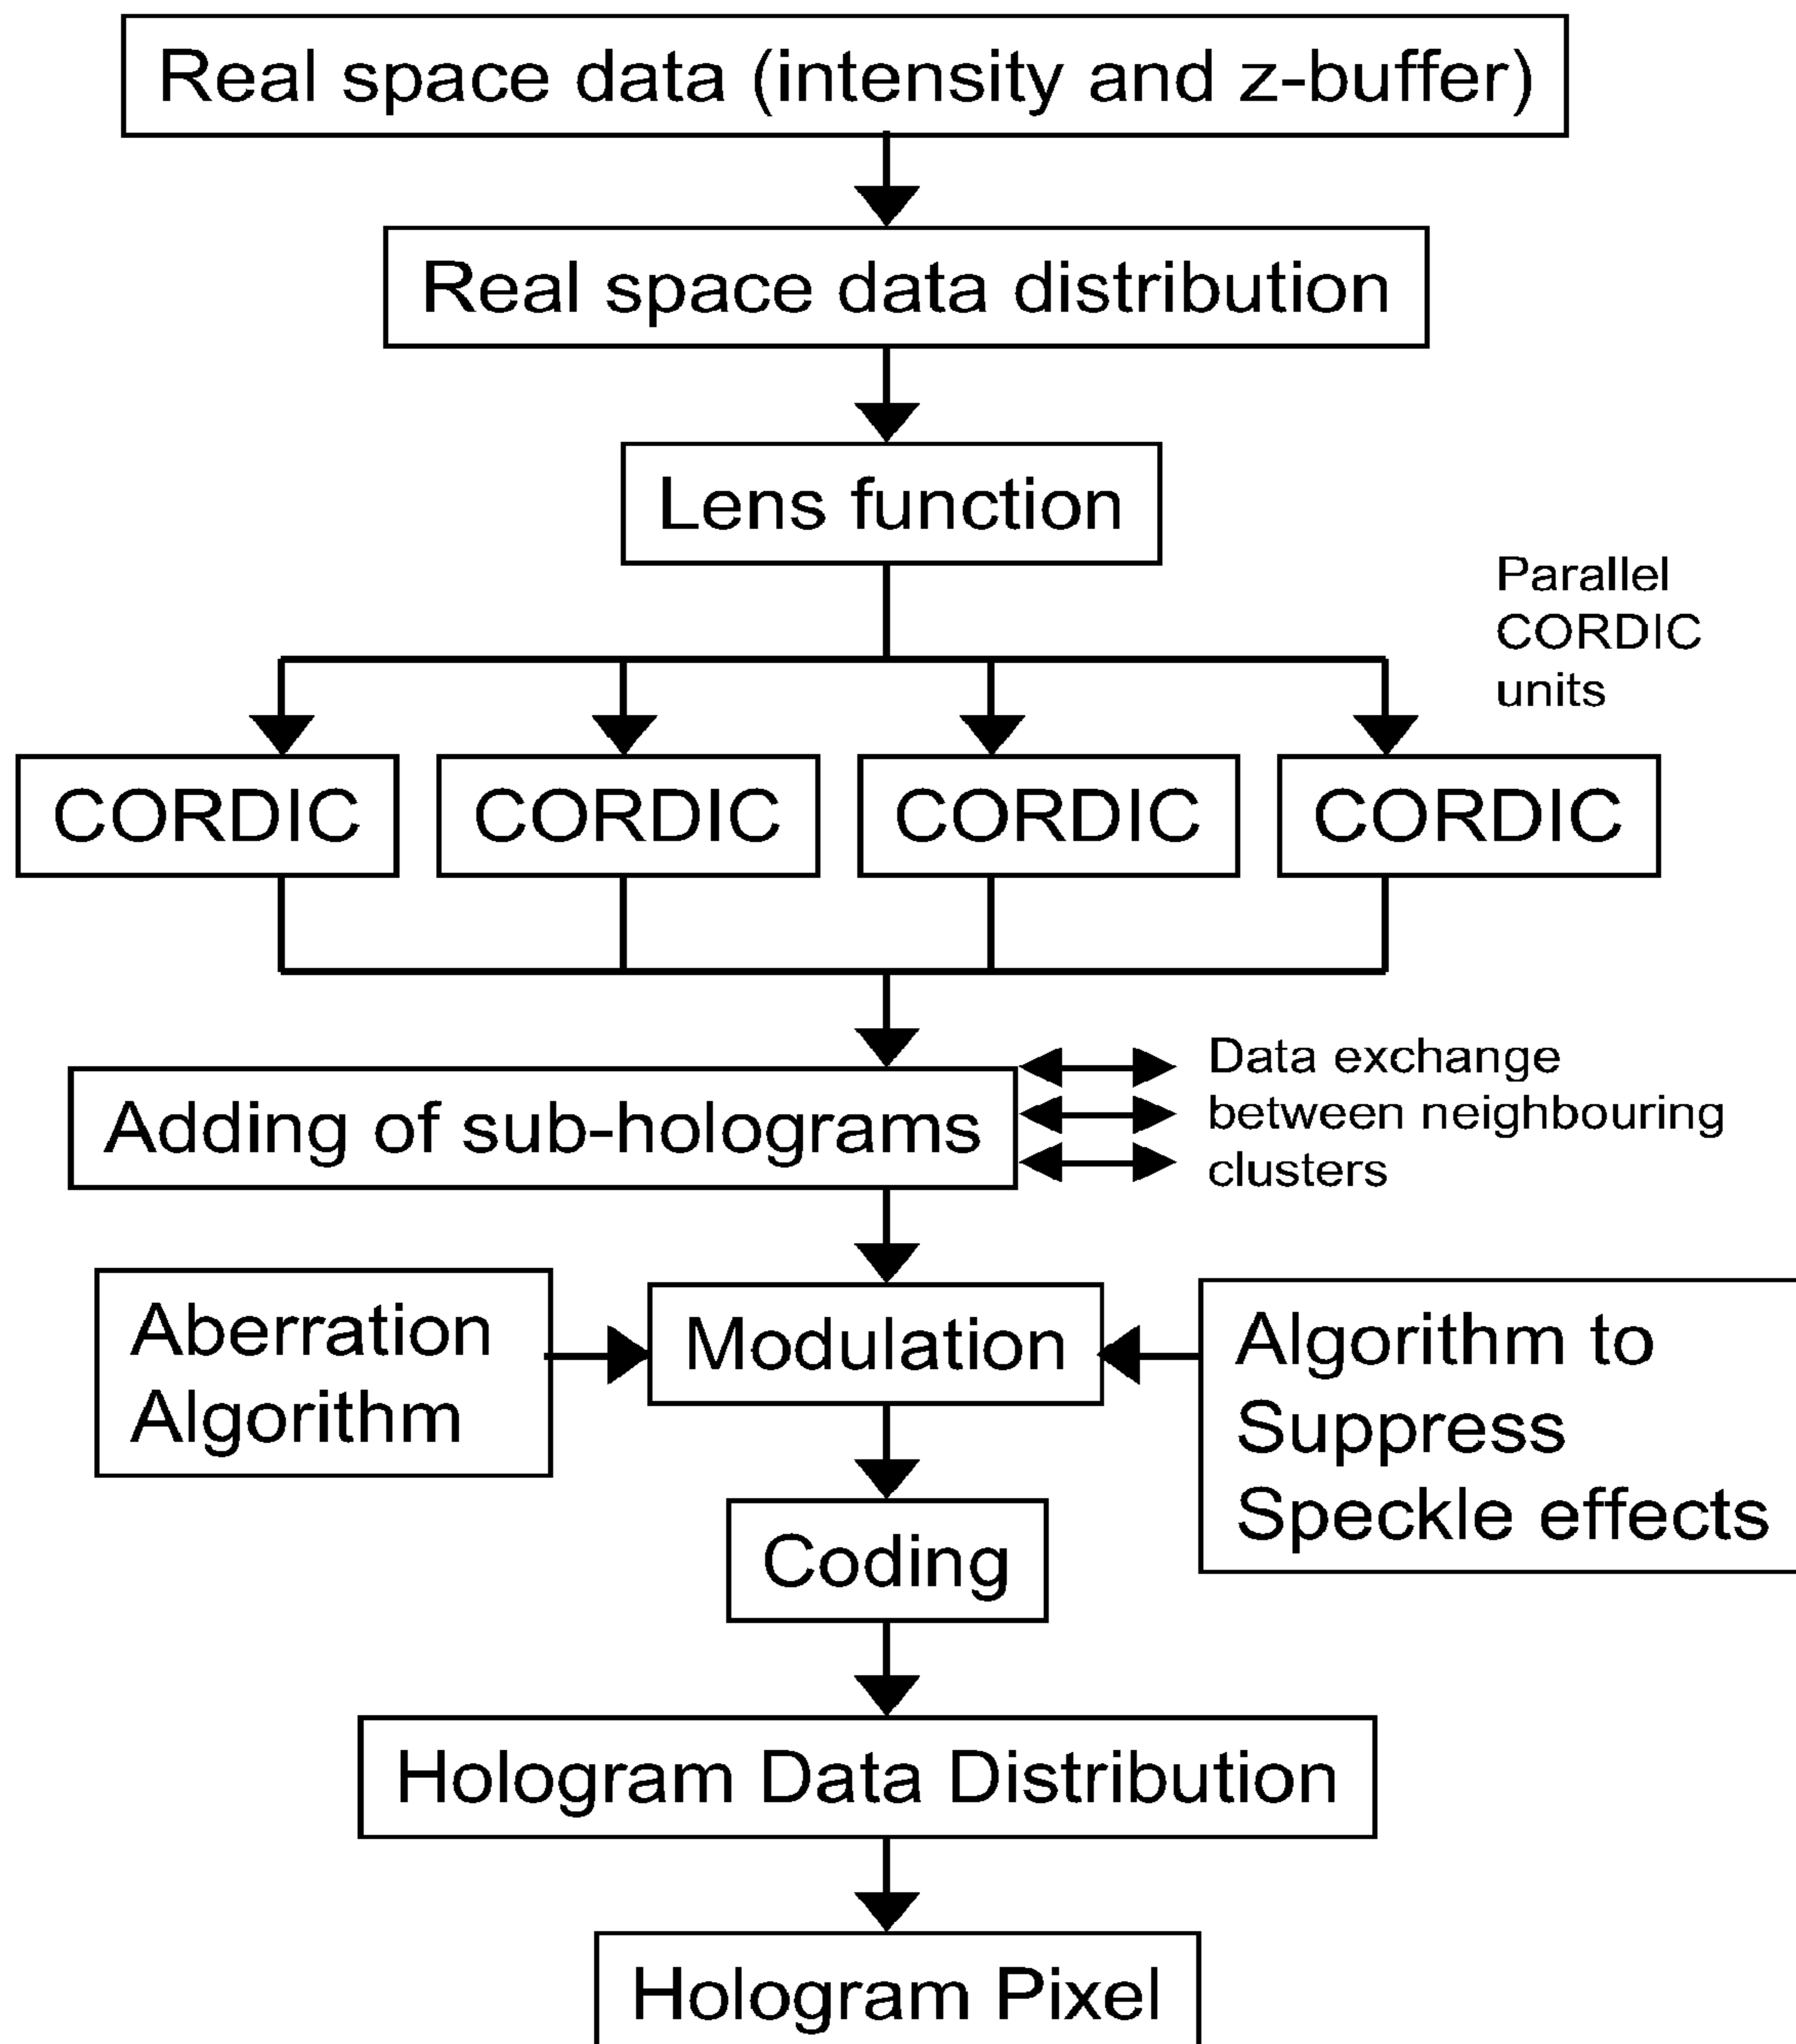 Real space data (intensity and z-buffer)
Real space data distribution
Lens function
Parallel
CORDIC
units
CORDIC
CORDIC
CORDIC
CORDIC
Adding of sub-holograms
Data exchange
between neighbouring
clusters
Aberration
Algorithm
Modulation
Algorithm to
Suppress
Speckle effects
Coding
Hologram Data Distribution
Hologram Pixel